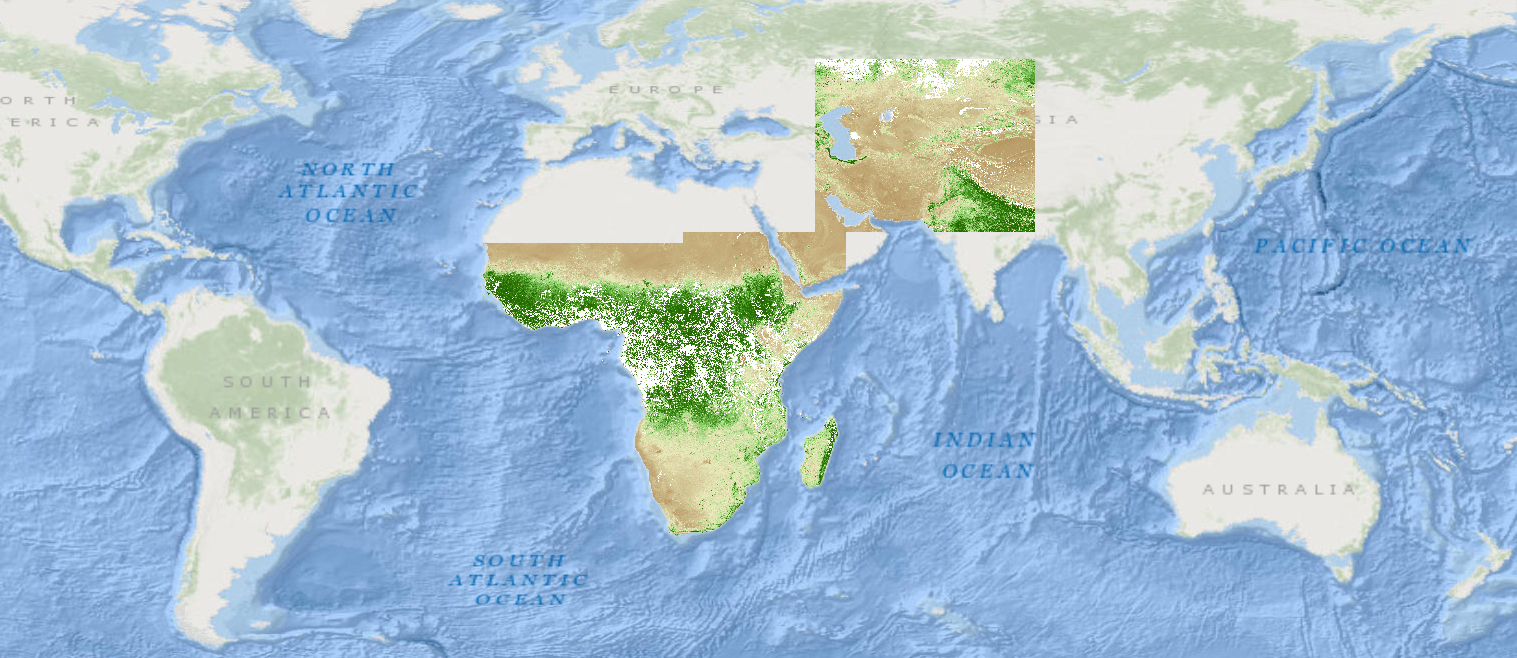 EUROPE
ORTH
ERICA
SIA
NORTH
ATLANTIC
OCEAN
PACIFIC OCEAN
SOUTH
AMERICA
INDIAN
OCEAN
AUSTRALIA
SOUTH
ATLANTIC
OCEAN